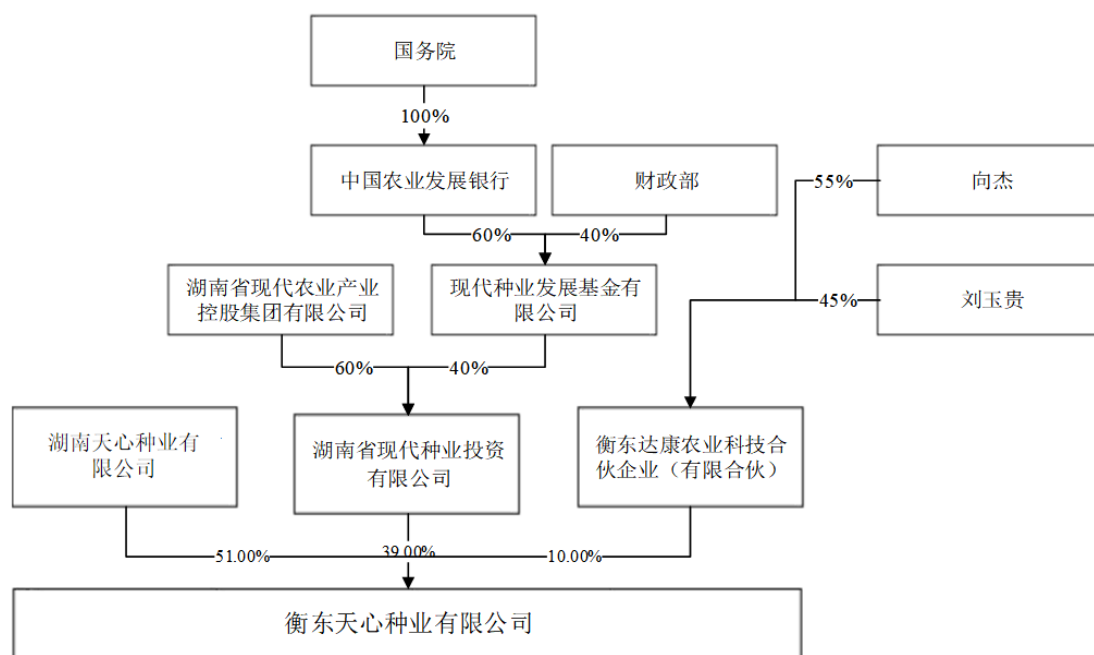 国务院
100%
中国农业发展银行
财政部
55%
向杰
60%
40%
湖南省现代农业产业
控股集团有限公司
现代种业发展基金有
限公司
45%
刘玉贵
60%
40%
湖南天心种业有
限公司
湖南省现代种业投资
有限公司
衡东达康农业科技合
伙企业（有限合伙）
51.00%
39.00%
10.00%
衡东天心种业有限公司